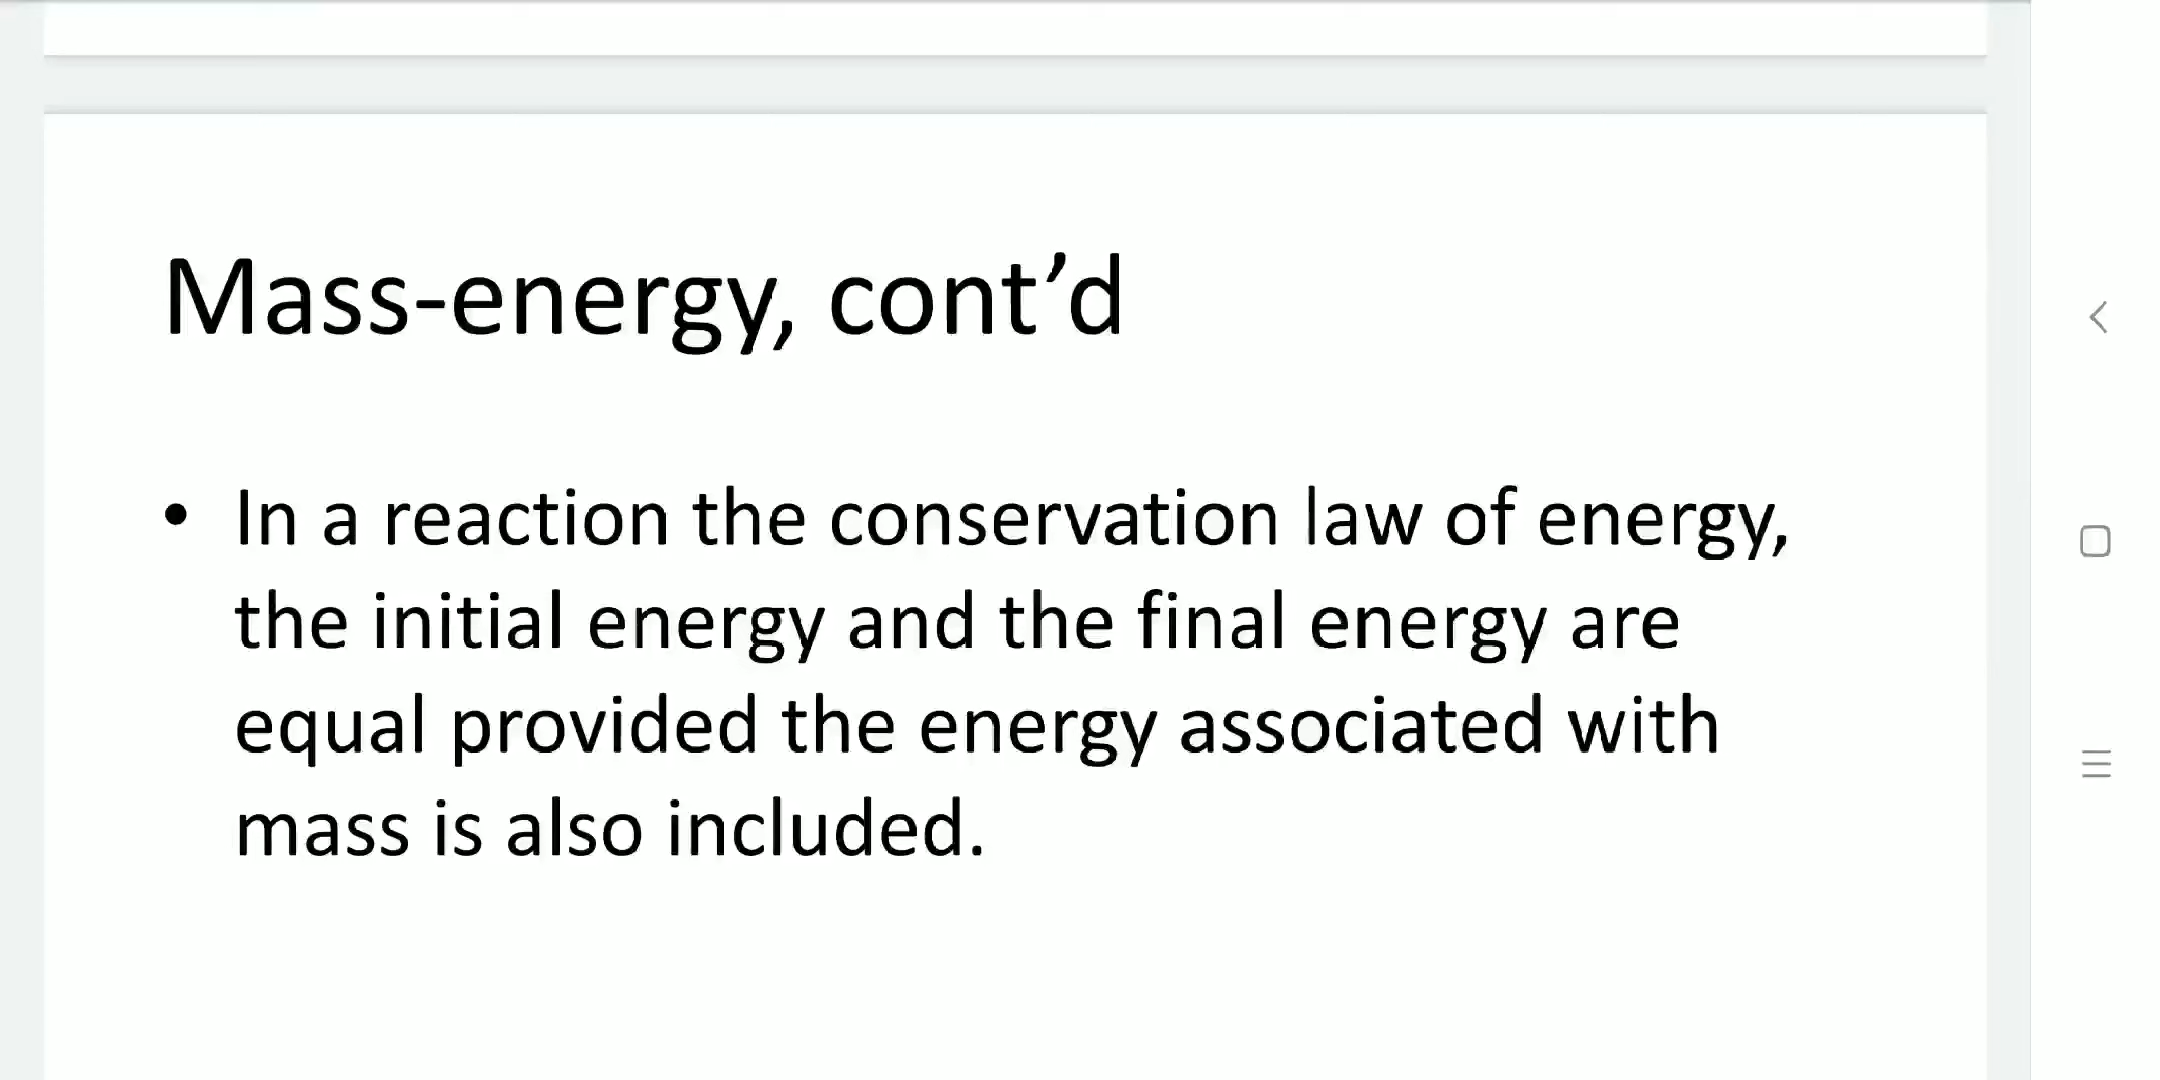 Mass-energy, cont’d
• In a reaction the conservation law of energy,
the initial energy and the final energy are
equal provided the energy associated with
mass is also included.